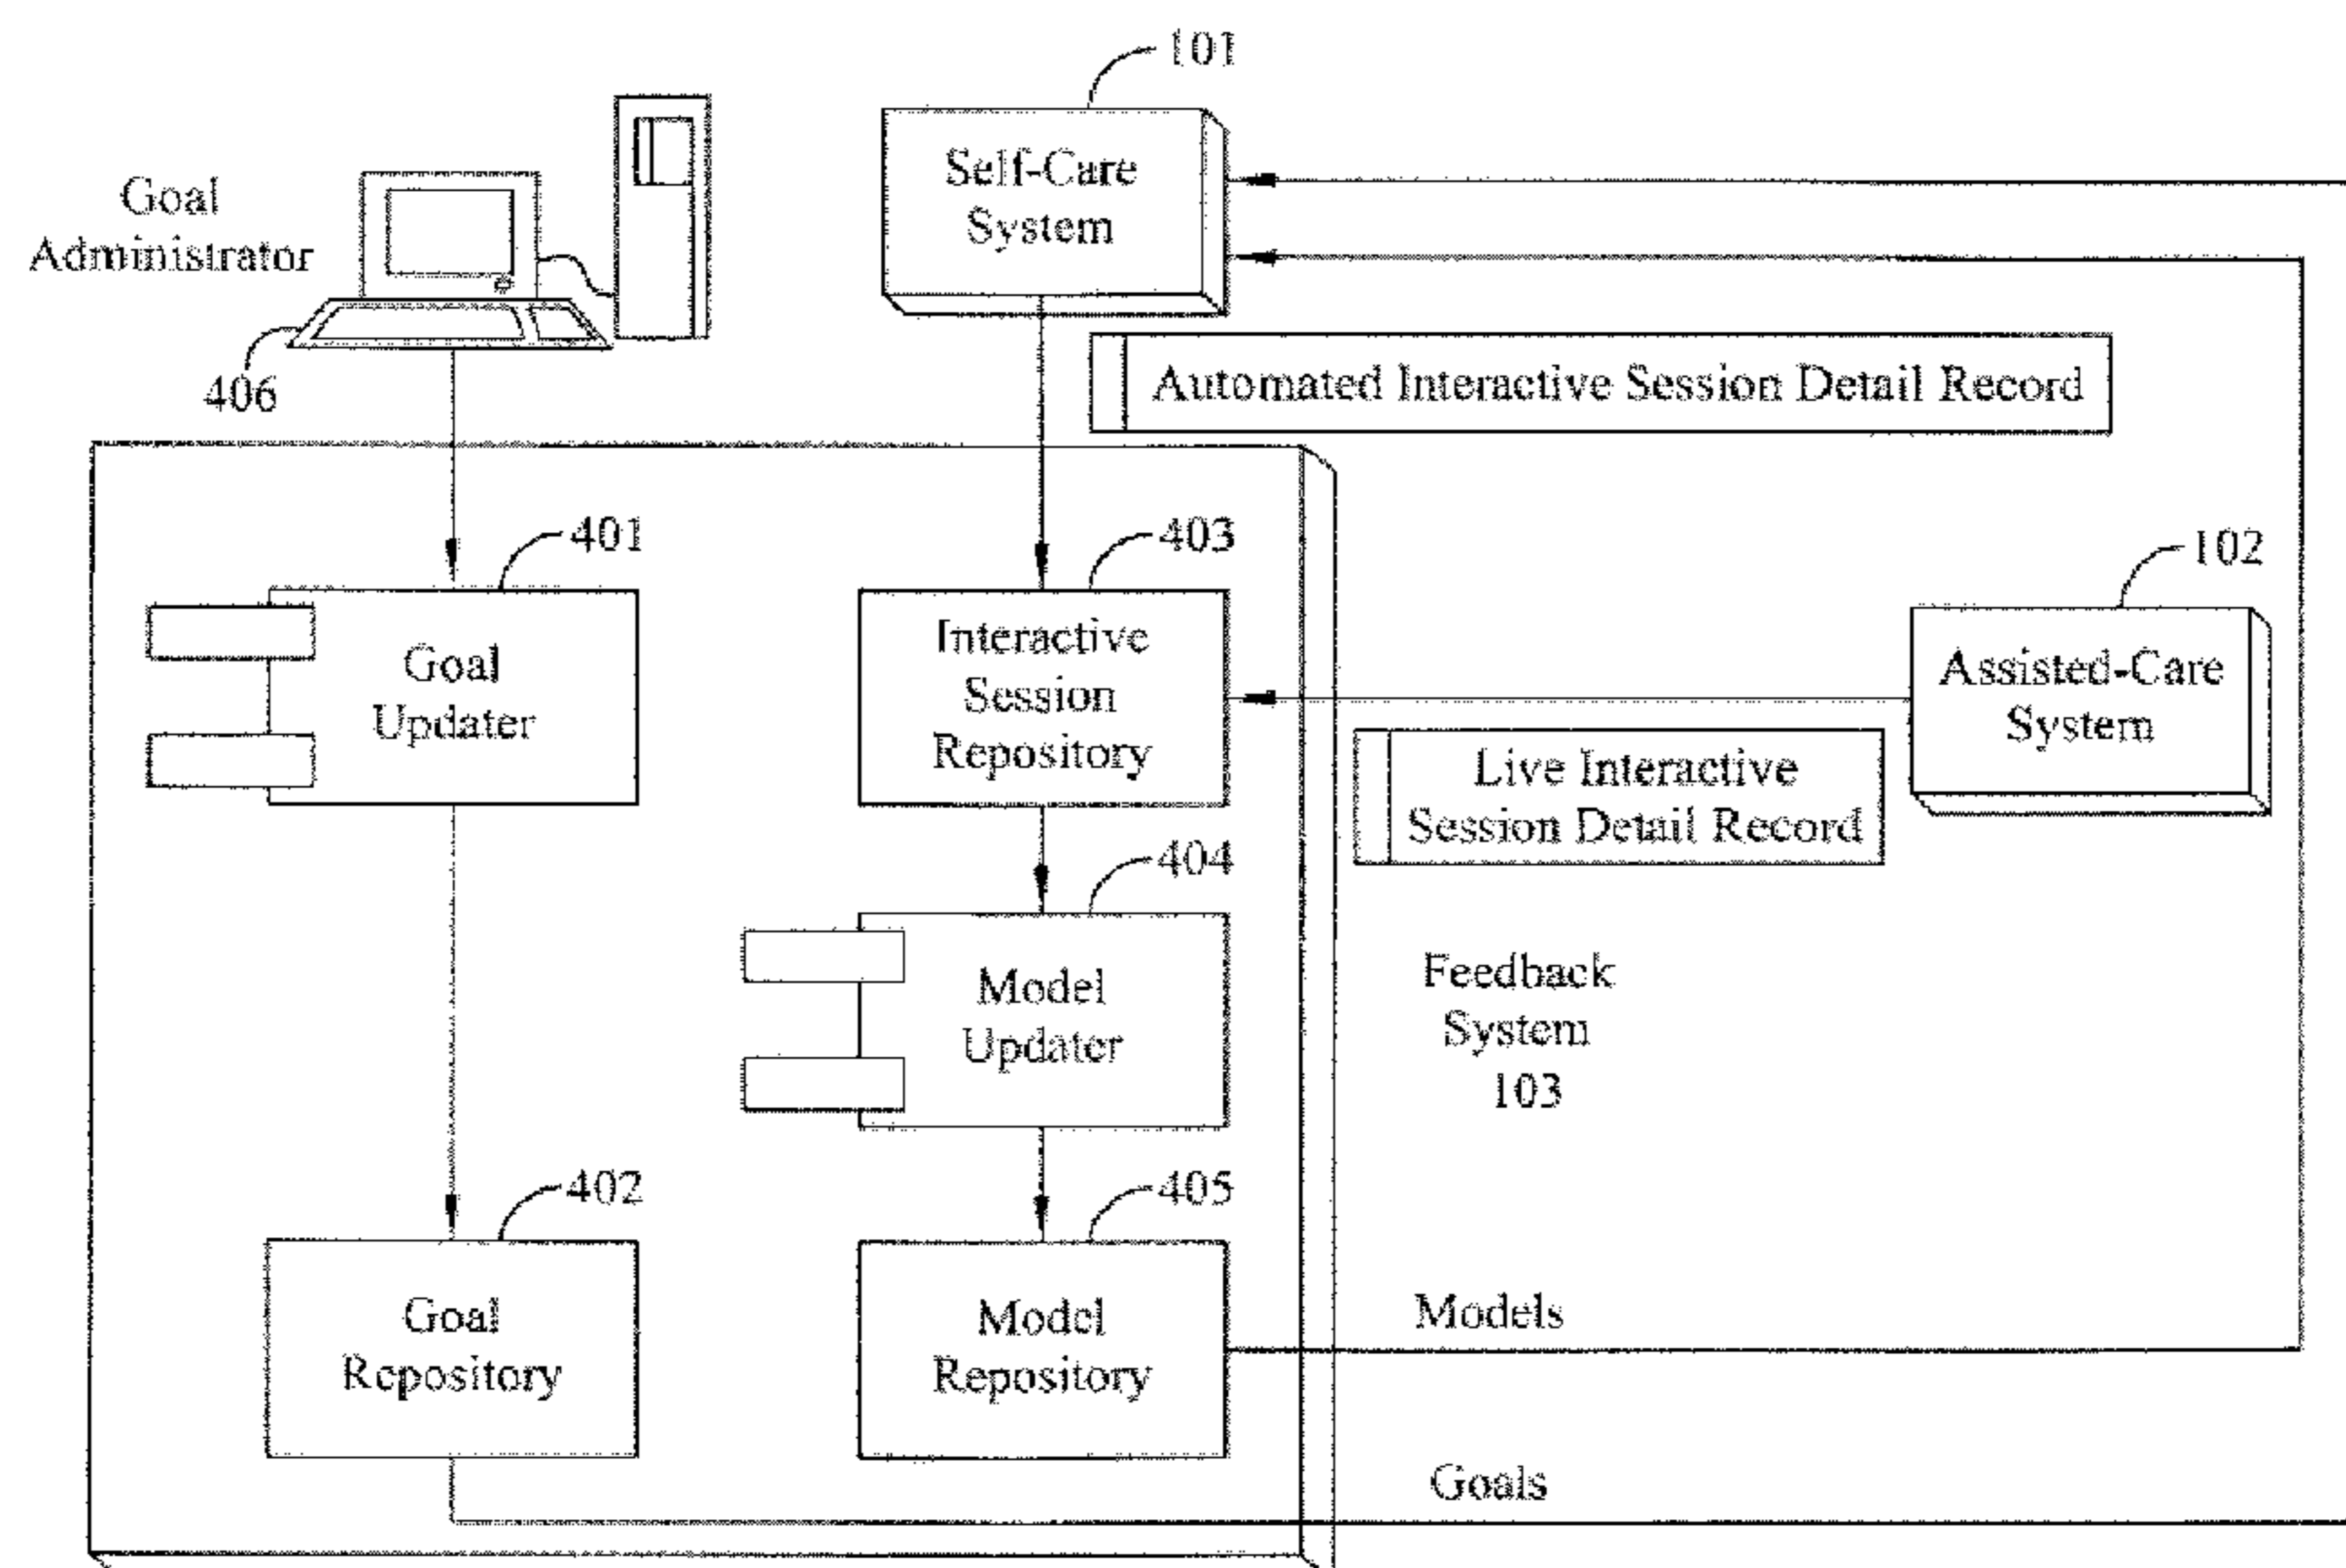 101
Self-Care
System
Goal
Administrator
406
Automated Interactive Session Detail Record
401
Goal
Updater
403
Interactive
Session
Repository
102
Assisted-Care
System
Live Interactive
Session Detail Record
404
Model
Updater
Feedback
System
103
402
Goal
Repository
405
Model
Repository
Models
Goals